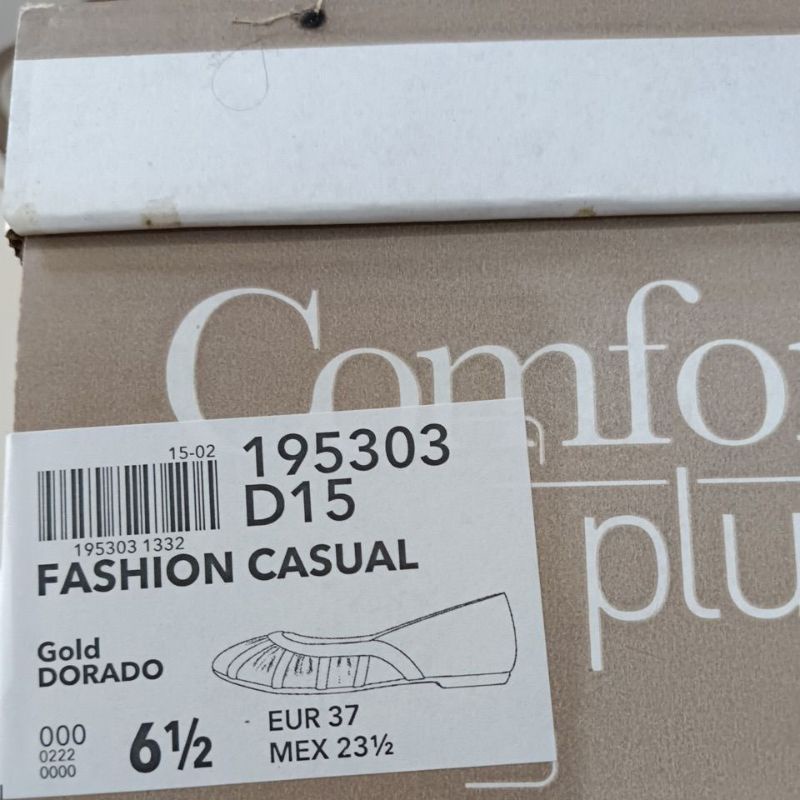 Comfo
plu
15-02
195303
D15
195303 1332
FASHION CASUAL
Gold
DORADO
000
0222
0000
6½
EUR 37
MEX 23½